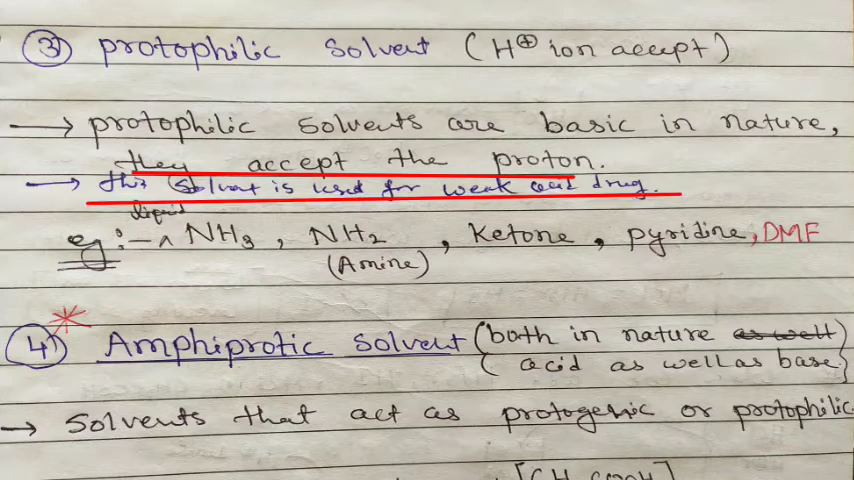 ③ protophilic solvent (H⊕ ion accept)
→ protophilic solvents are basic in nature,
they accept the proton.
→ this solvent is used for weak acid drug.
liquid
eg:- ^ NH3, NH2, Ketone, pyridine, DMF
(Amine)
④ Amphiprotic solvent (both in nature as well)
(acid as well as base)
→ Solvents that act as protogenic or protophilic